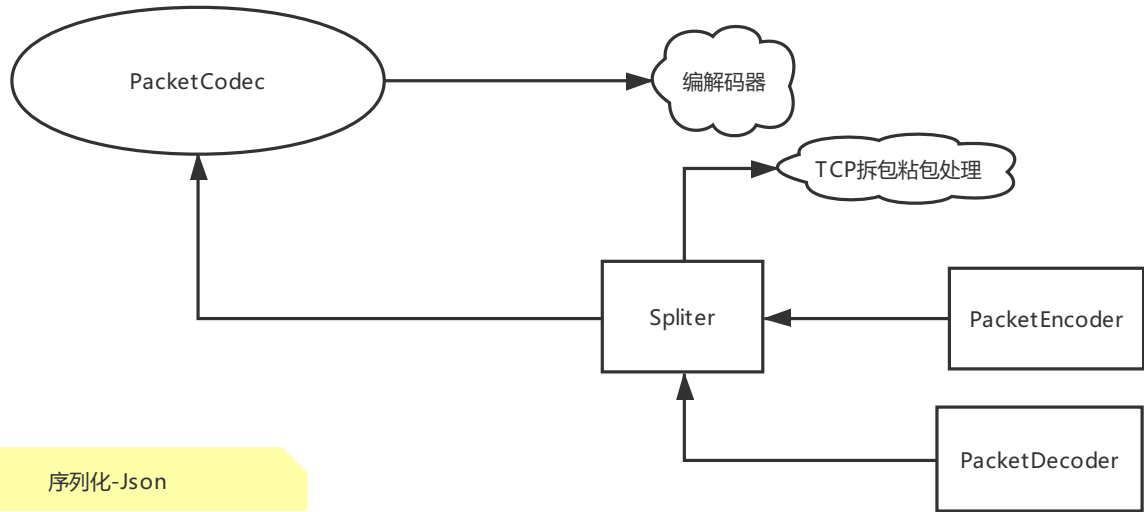 PacketCodec
编解码器
TCP拆包粘包处理
Spliter
PacketEncoder
PacketDecoder
序列化-Json